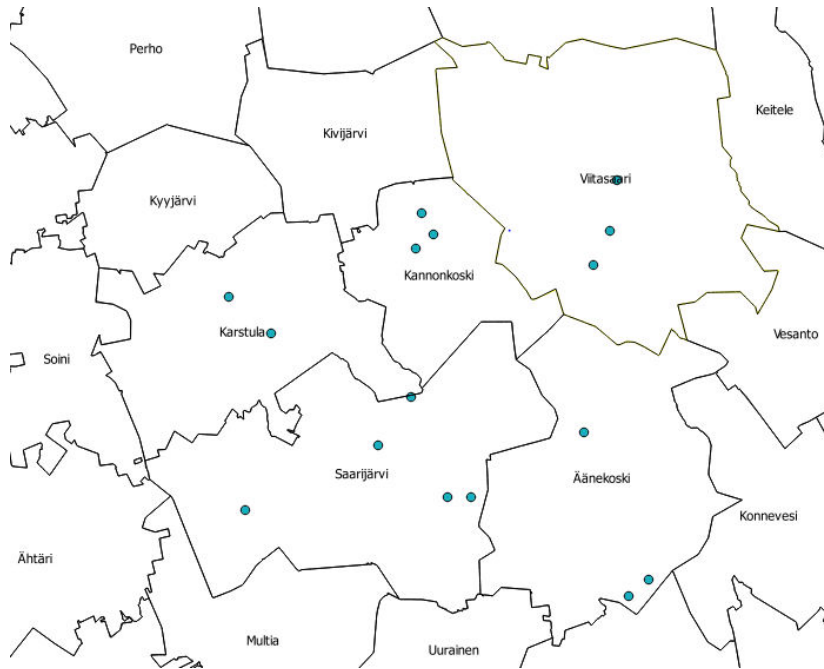 Perho
Keitele
Kivijärvi
Viitasaari
Kyyjärvi
Kannonkoski
Karstula
Vesanto
Soini
Saarijärvi
Äänekoski
Konnevesi
Ähtäri
Multia
Uurainen